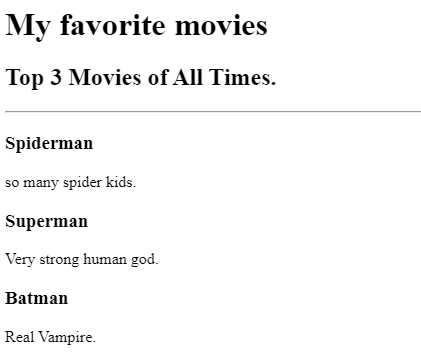 My favorite movies
Top 3 Movies of All Times.
Spiderman
so many spider kids.
Superman
Very strong human god.
Batman
Real Vampire.